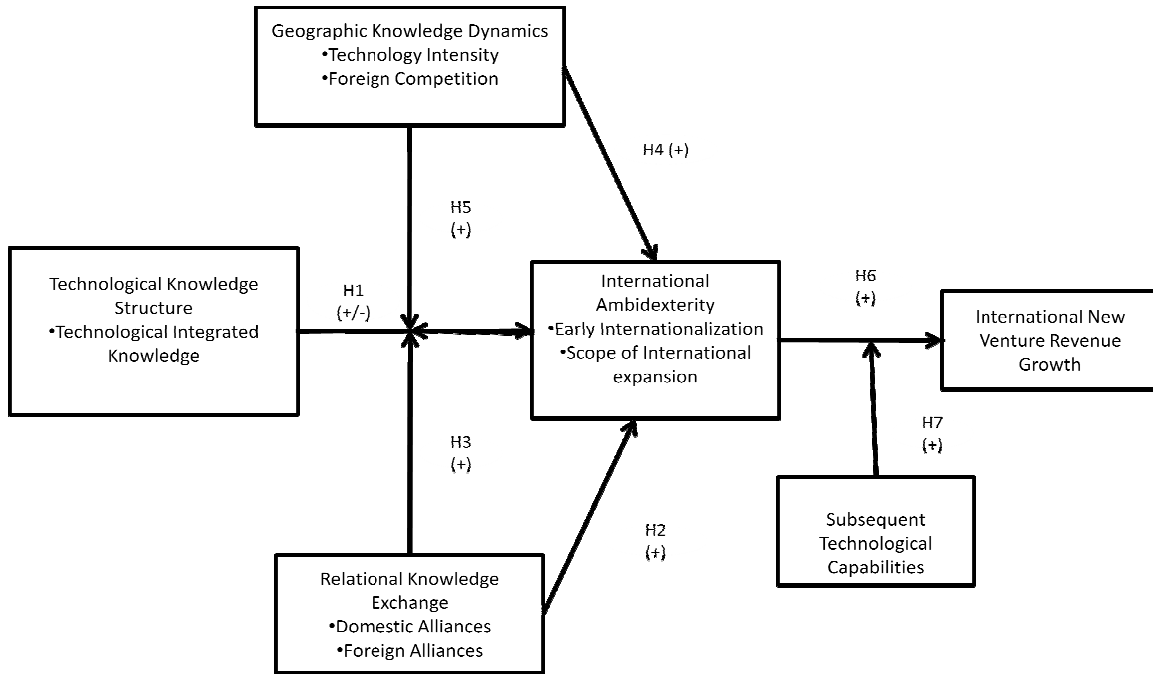 Geographic Knowledge Dynamics
•Technology Intensity
•Foreign Competition
H4 (+)
H5
(+)
Technological Knowledge
Structure
•Technological Integrated
Knowledge
H1
(+/-)
International
Ambidexterity
•Early Internationalization
•Scope of International
expansion
H6
(+)
International New
Venture Revenue
Growth
H3
(+)
H7
(+)
H2
(+)
Subsequent
Technological
Capabilities
Relational Knowledge
Exchange
•Domestic Alliances
•Foreign Alliances